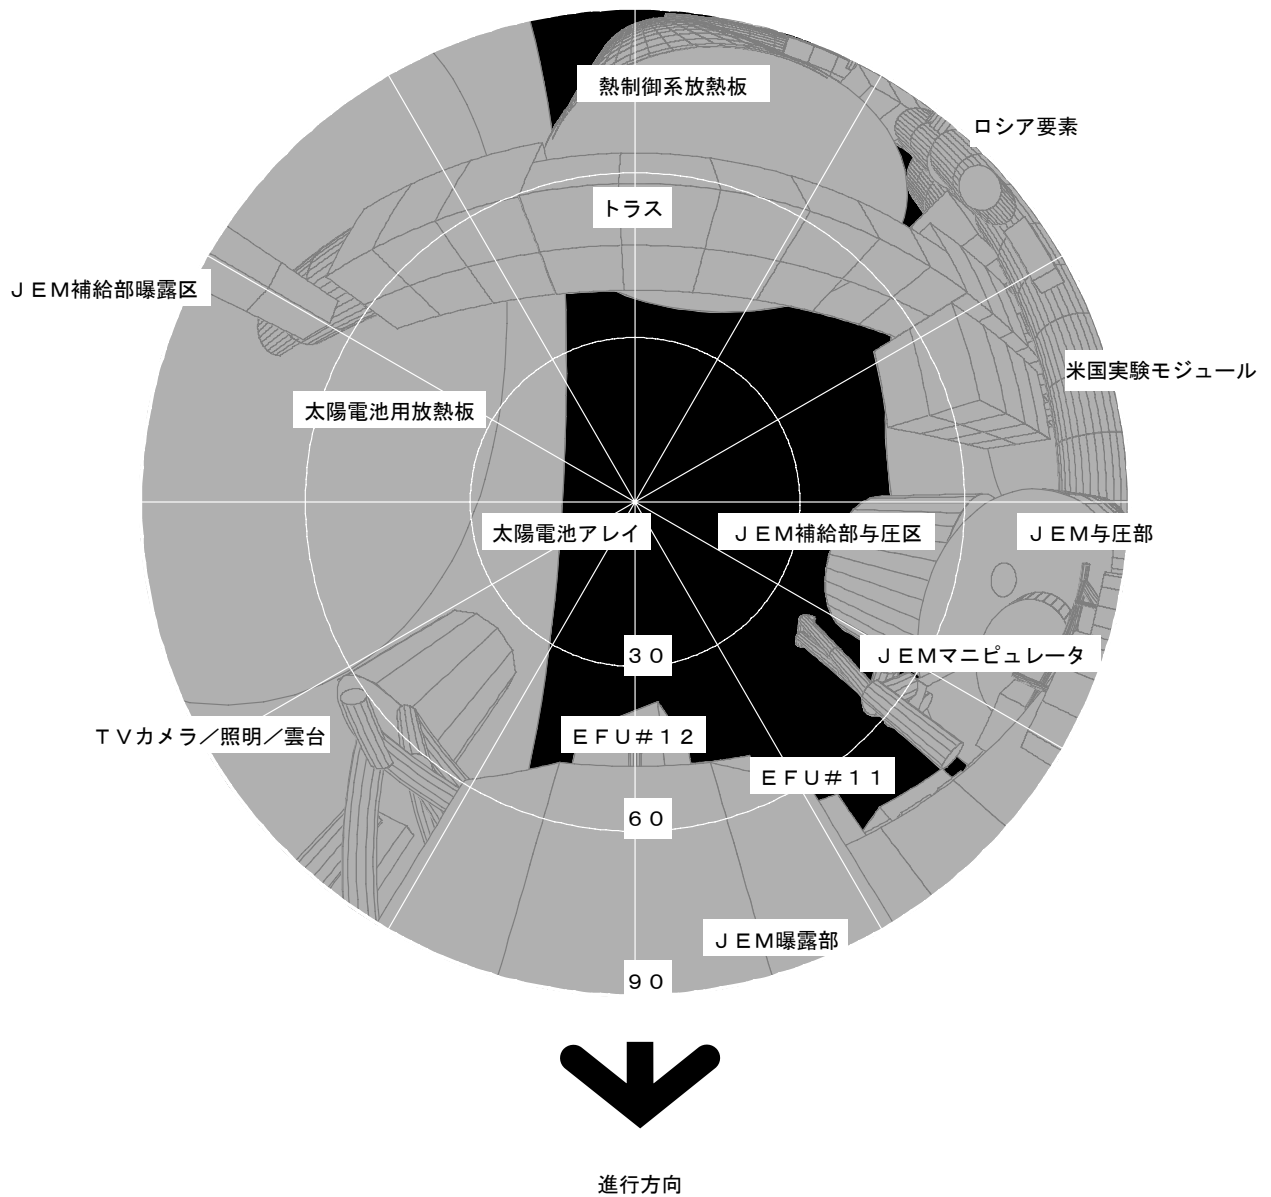 熱制御系放熱板
ロシア要素
トラス
ＪＥＭ補給部曝露区
米国実験モジュール
太陽電池用放熱板
太陽電池アレイ
ＪＥＭ補給部与圧区
ＪＥＭ与圧部
３０
ＪＥＭマニピュレータ
ＴＶカメラ／照明／雲台
ＥＦＵ＃１２
ＥＦＵ＃１１
６０
ＪＥＭ曝露部
９０
進行方向